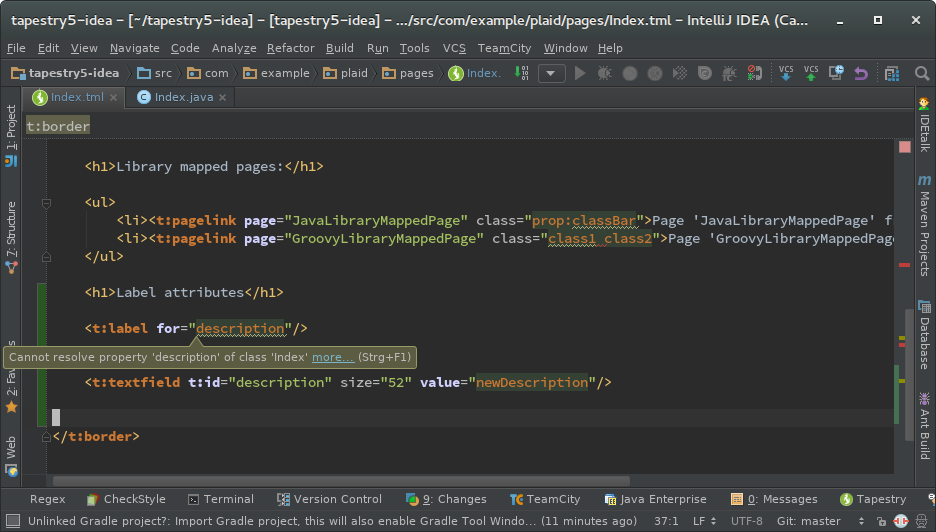 tapestry5-idea – [~/tapestry5-idea] – [tapestry5-idea] – .../src/com/example/plaid/pages/Index.tml – IntelliJ IDEA (Ca...
File Edit View Navigate Code Analyze Refactor Build Run Tools VCS TeamCity Window Help
tapestry5-idea src com example plaid pages Index. VCS VCS
Index.tml Index.java
t:border
<h1>Library mapped pages:</h1>
<ul>
<li><t:pagelink page="JavaLibraryMappedPage" class="prop:classBar">Page 'JavaLibraryMappedPage' f
<li><t:pagelink page="GroovyLibraryMappedPage" class="class1 class2">Page 'GroovyLibraryMappedPage
</ul>
<h1>Label attributes</h1>
<t:label for="description"/>
Cannot resolve property 'description' of class 'Index' more... (Strg+F1)
<t:textfield t:id="description" size="52" value="newDescription"/>
</t:border>
1: Project
7: Structure
2: Fav
Web
IDEtalk
Maven Projects
Database
Ant Build
Regex CheckStyle Terminal Version Control 9: Changes TeamCity Java Enterprise 0: Messages Tapestry
Unlinked Gradle project?: Import Gradle project, this will also enable Gradle Tool Windo... (11 minutes ago) 37:1 LF UTF-8 Git: master